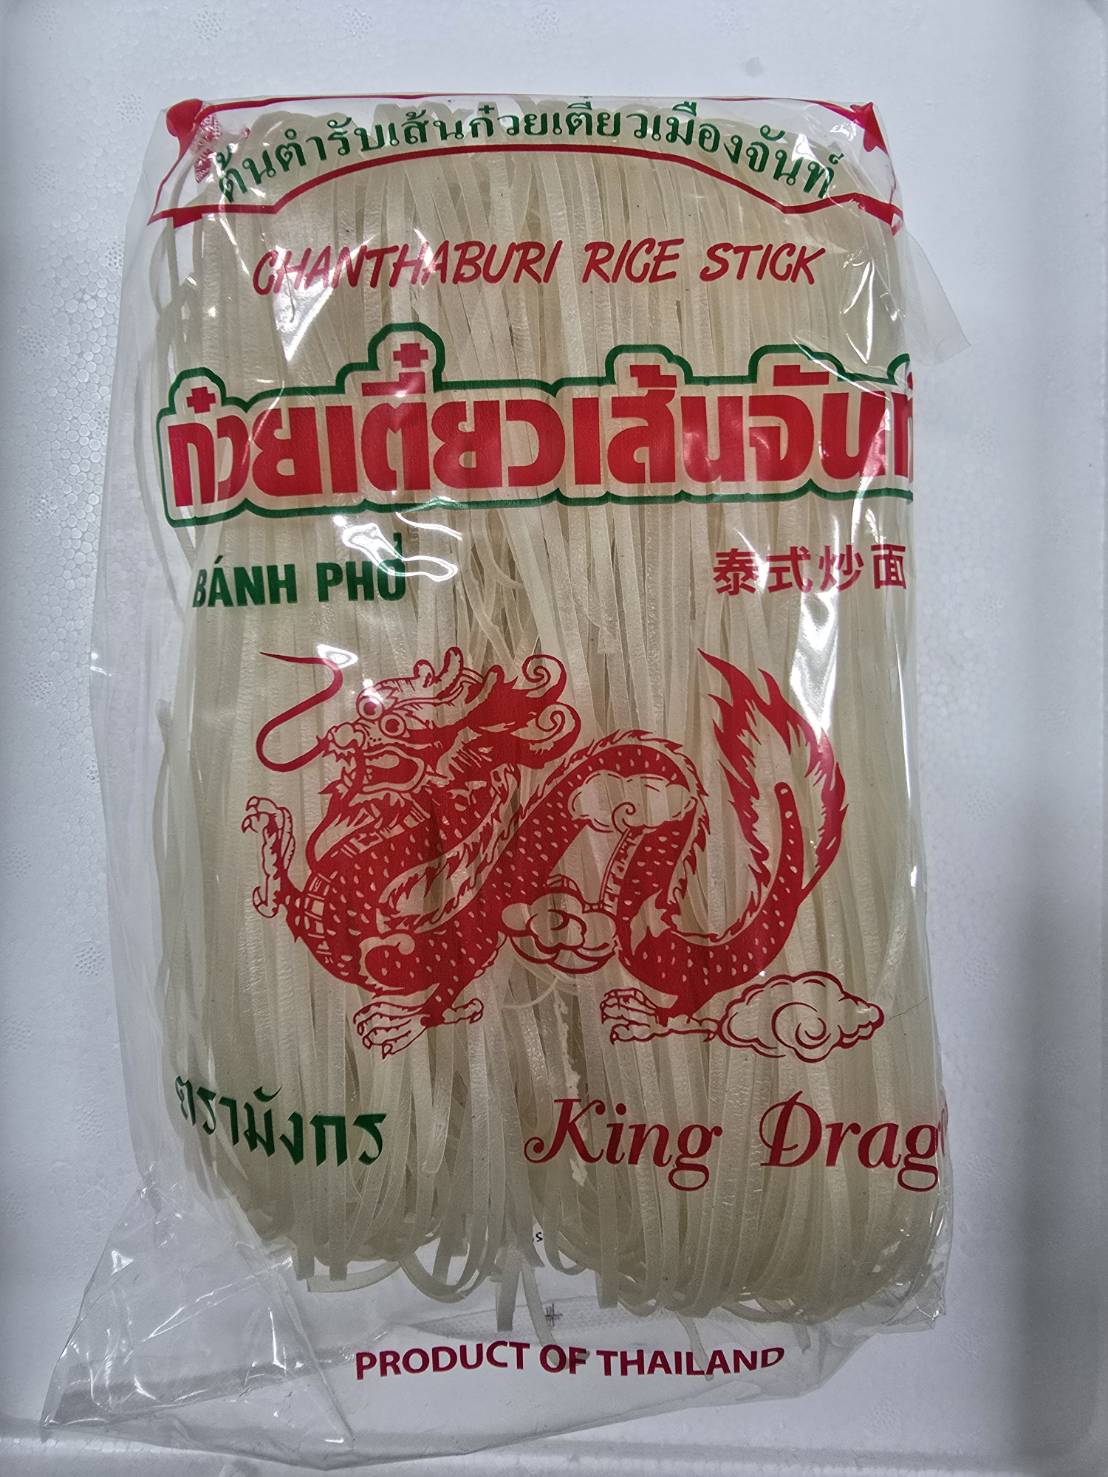 ต้นตำรับเส้นก๋วยเตี๋ยวเมืองจันท์
CHANTHABURI RICE STICK
ก๋วยเตี๋ยวเส้นจันท์
BÁNH PHỞ
泰式炒面
ตรามังกร
King Drag
PRODUCT OF THAILAND